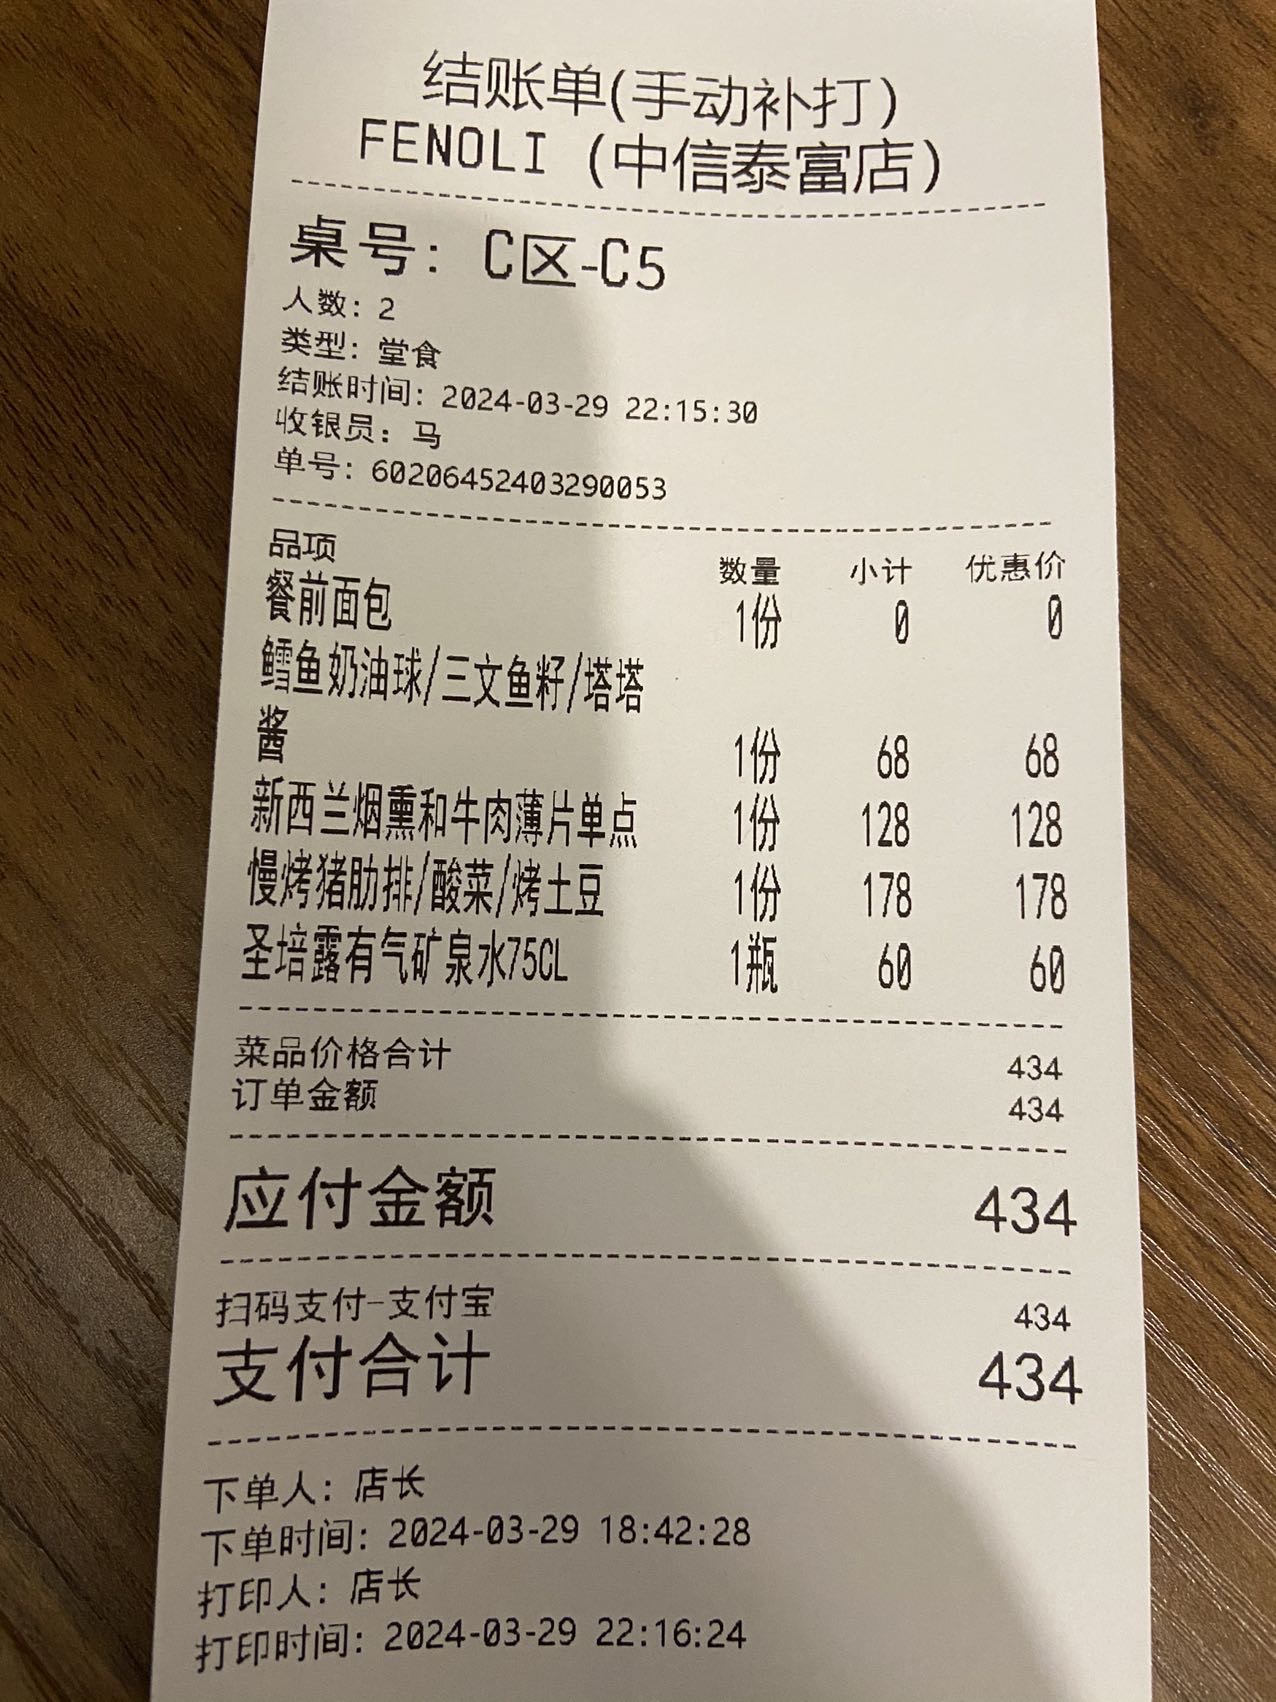 结账单(手动补打)
FENOLI (中信泰富店)
桌号: C区-C5
人数: 2
类型: 堂食
结账时间: 2024-03-29 22:15:30
收银员: 马
单号: 60206452403290053
品项 数量 小计 优惠价
餐前面包 1份 0 0
鳕鱼奶油球/三文鱼籽/塔塔
酱 1份 68 68
新西兰烟熏和牛肉薄片单点 1份 128 128
慢烤猪肋排/酸菜/烤土豆 1份 178 178
圣培露有气矿泉水75CL 1瓶 60 60
菜品价格合计 434
订单金额 434
应付金额 434
扫码支付-支付宝 434
支付合计 434
下单人: 店长
下单时间: 2024-03-29 18:42:28
打印人: 店长
打印时间: 2024-03-29 22:16:24